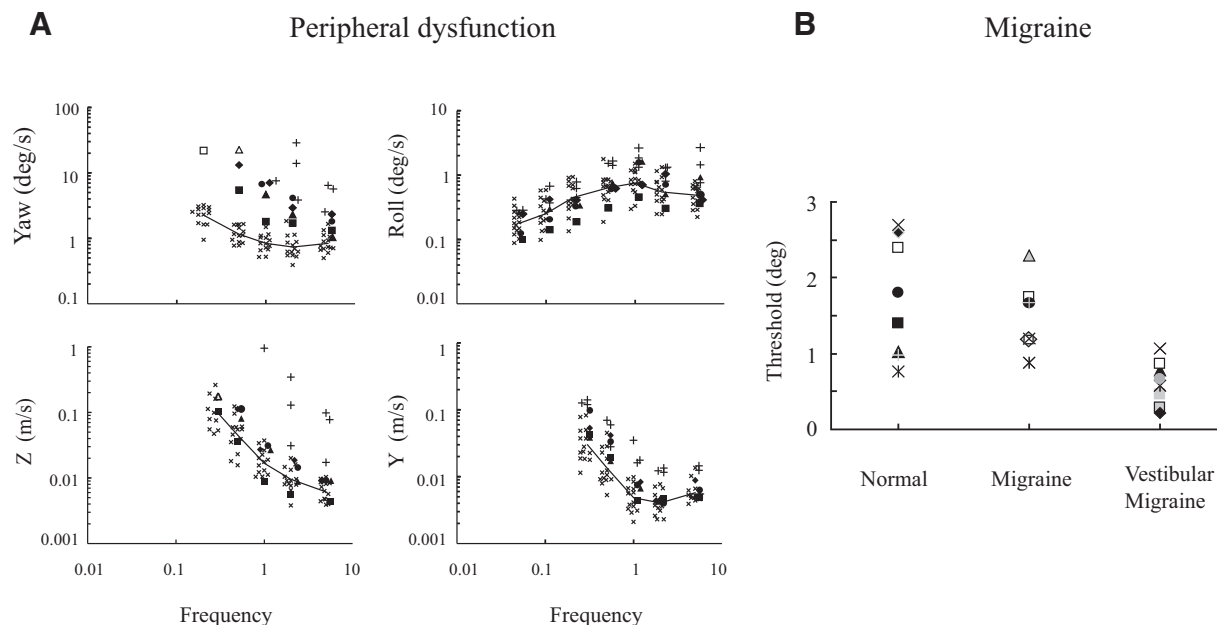 A
Peripheral dysfunction
B
Migraine
Yaw (deg/s)
100
10
1
0.1
Roll (deg/s)
10
1
0.1
0.01
Z (m/s)
1
0.1
0.01
0.001
0.01
0.1
1
10
Frequency
Y (m/s)
1
0.1
0.01
0.001
0.01
0.1
1
10
Frequency
Threshold (deg)
3
2
1
0
Normal
Migraine
Vestibular
Migraine